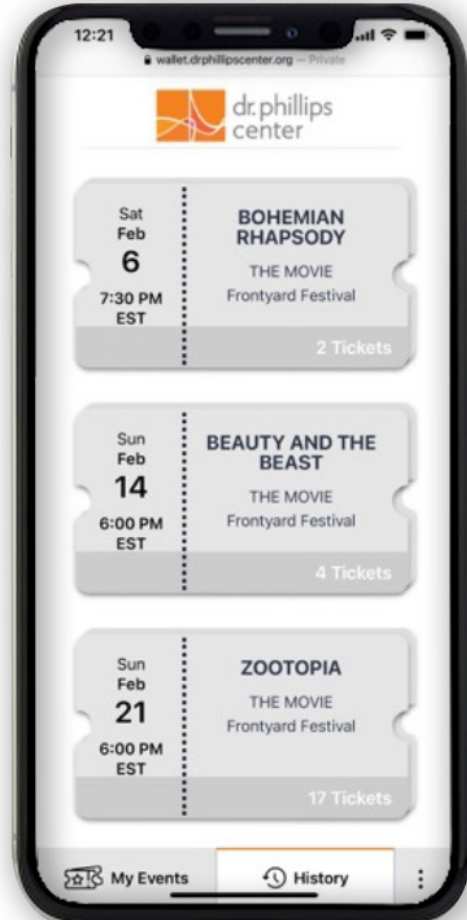 12:21
wallet.drphillipscenter.org — Private
dr. phillips
center
Sat
Feb
6
7:30 PM
EST
BOHEMIAN
RHAPSODY
THE MOVIE
Frontyard Festival
2 Tickets
Sun
Feb
14
6:00 PM
EST
BEAUTY AND THE
BEAST
THE MOVIE
Frontyard Festival
4 Tickets
Sun
Feb
21
6:00 PM
EST
ZOOTOPIA
THE MOVIE
Frontyard Festival
17 Tickets
My Events
History